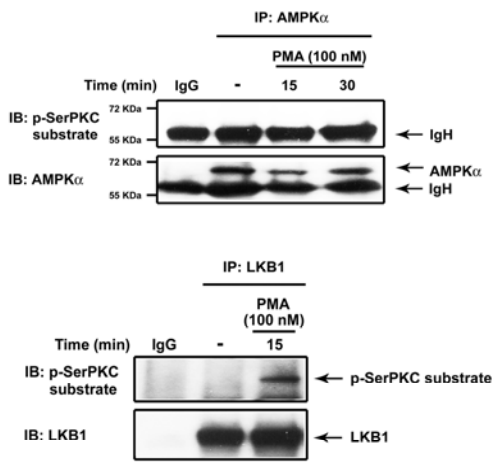 IP: AMPKα
PMA (100 nM)
Time (min) IgG - 15 30
72 KDa
IB: p-SerPKC
substrate
55 KDa
IgH
72 KDa
AMPKα
IB: AMPKα
IgH
55 KDa
IP: LKB1
PMA
(100 nM)
Time (min) IgG - 15
IB: p-SerPKC
substrate
p-SerPKC substrate
IB: LKB1
LKB1